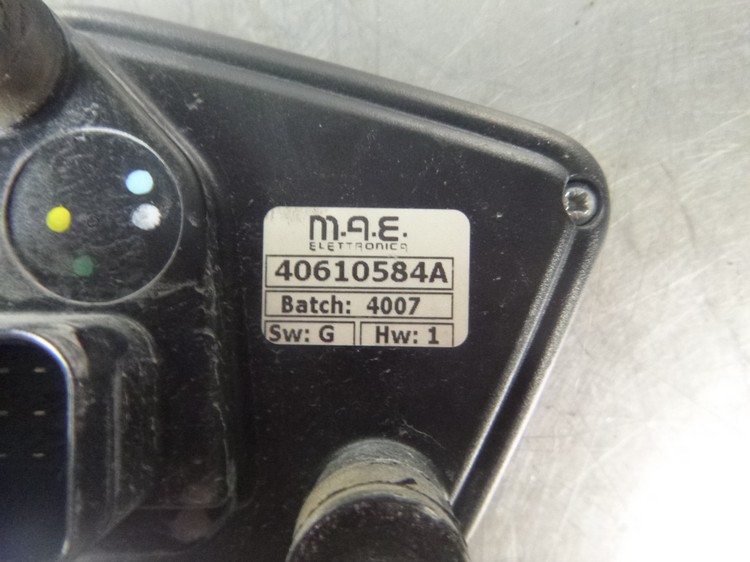 M.A.E.
ELETTRONICA
40610584A
Batch: 4007
Sw: G Hw: 1